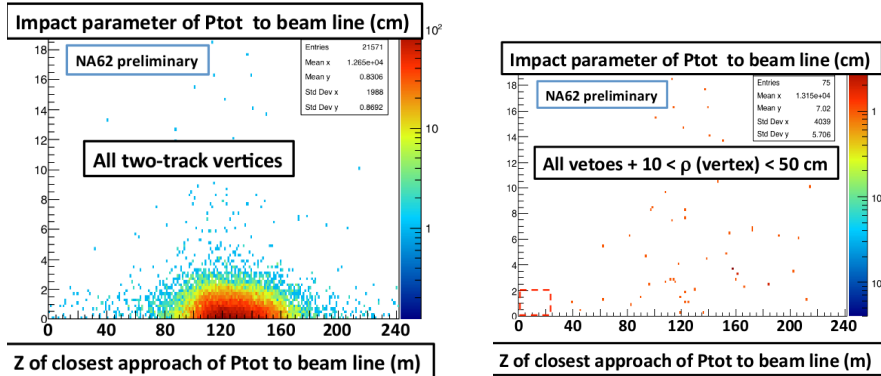 Impact parameter of Ptot to beam line (cm)
18
16
14
12
10
8
6
4
2
0
NA62 preliminary
Entries 21571
Mean x 1.265e+04
Mean y 0.8306
Std Dev x 1988
Std Dev y 0.8692
All two-track vertices
10²
10
1
0 40 80 120 160 200 240
Z of closest approach of Ptot to beam line (m)
Impact parameter of Ptot to beam line (cm)
18
16
14
12
10
8
6
4
2
0
NA62 preliminary
Entries 75
Mean x 1.315e+04
Mean y 7.02
Std Dev x 4039
Std Dev y 5.706
All vetoes + 10 < ρ (vertex) < 50 cm
1
10
10
0 40 80 120 160 200 240
Z of closest approach of Ptot to beam line (m)